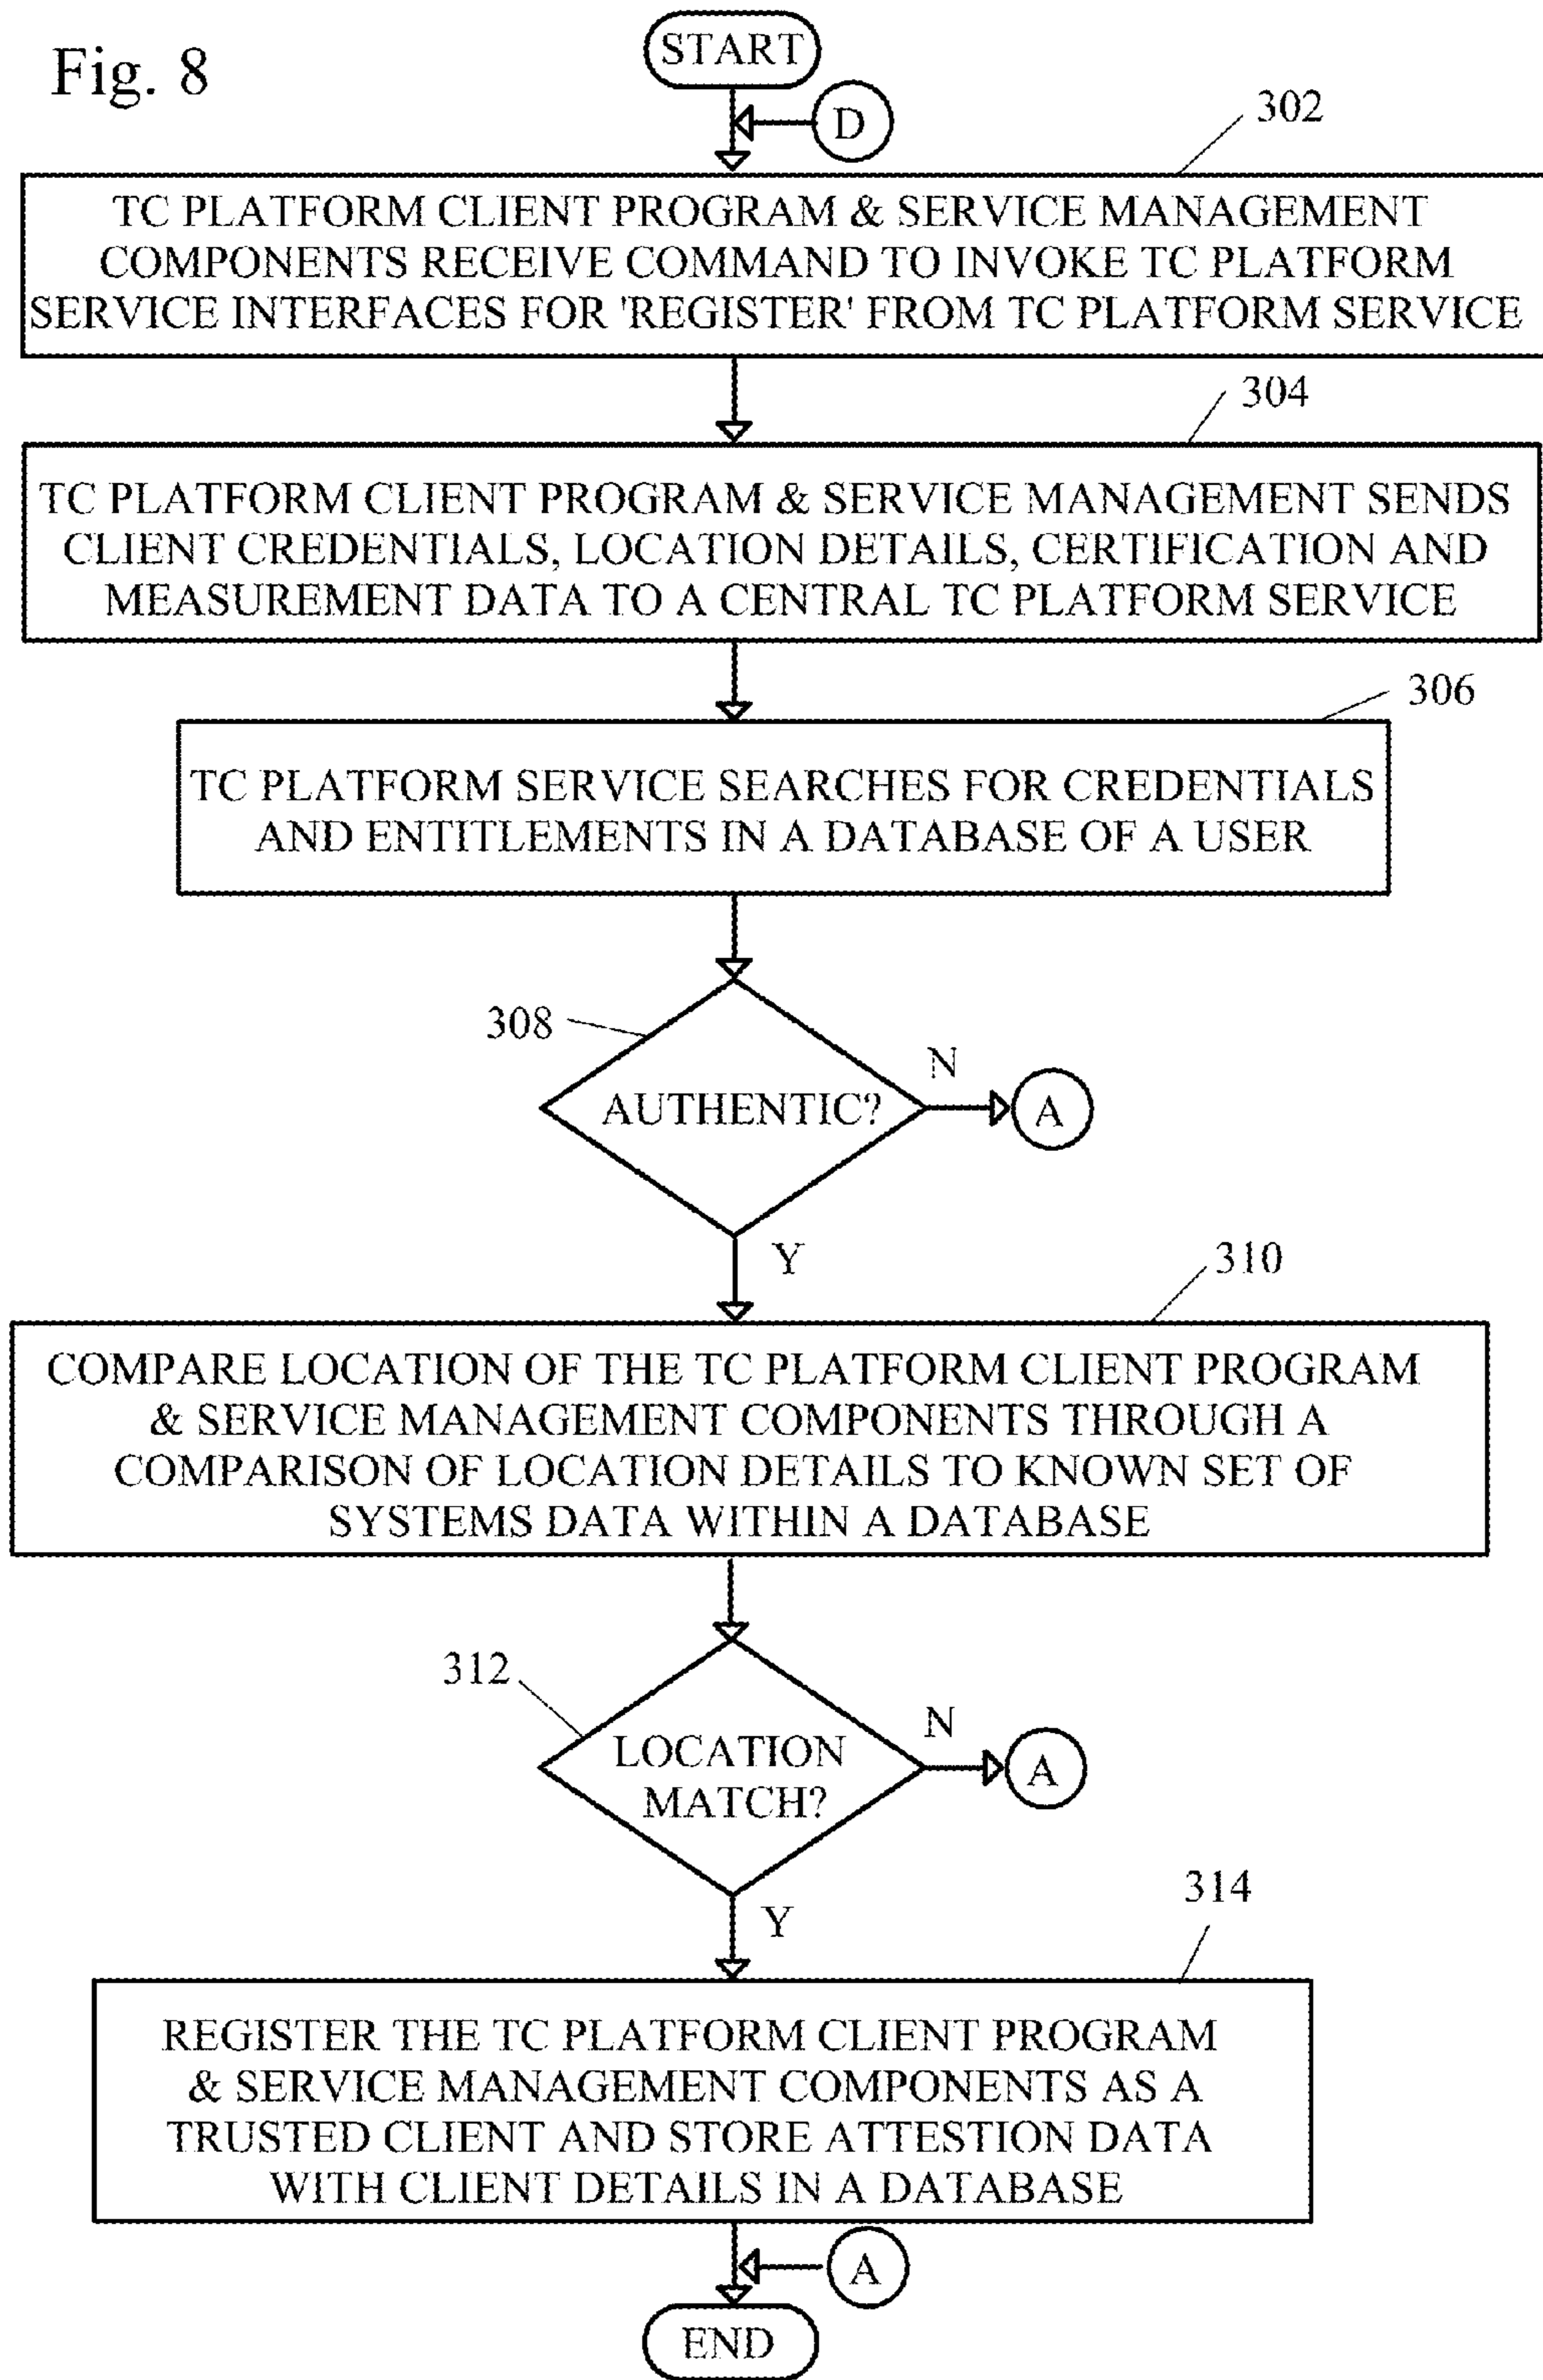 Fig. 8
START
D
302
TC PLATFORM CLIENT PROGRAM & SERVICE MANAGEMENT
COMPONENTS RECEIVE COMMAND TO INVOKE TC PLATFORM
SERVICE INTERFACES FOR 'REGISTER' FROM TC PLATFORM SERVICE
304
TC PLATFORM CLIENT PROGRAM & SERVICE MANAGEMENT SENDS
CLIENT CREDENTIALS, LOCATION DETAILS, CERTIFICATION AND
MEASUREMENT DATA TO A CENTRAL TC PLATFORM SERVICE
306
TC PLATFORM SERVICE SEARCHES FOR CREDENTIALS
AND ENTITLEMENTS IN A DATABASE OF A USER
308
AUTHENTIC?
N
A
Y
310
COMPARE LOCATION OF THE TC PLATFORM CLIENT PROGRAM
& SERVICE MANAGEMENT COMPONENTS THROUGH A
COMPARISON OF LOCATION DETAILS TO KNOWN SET OF
SYSTEMS DATA WITHIN A DATABASE
312
LOCATION
MATCH?
N
A
Y
314
REGISTER THE TC PLATFORM CLIENT PROGRAM
& SERVICE MANAGEMENT COMPONENTS AS A
TRUSTED CLIENT AND STORE ATTESTION DATA
WITH CLIENT DETAILS IN A DATABASE
A
END